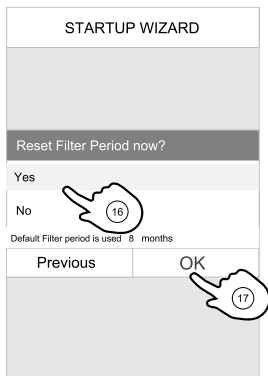 STARTUP WIZARD
Reset Filter Period now?
Yes
No
16
Default Filter period is used 8 months
Previous
OK
17